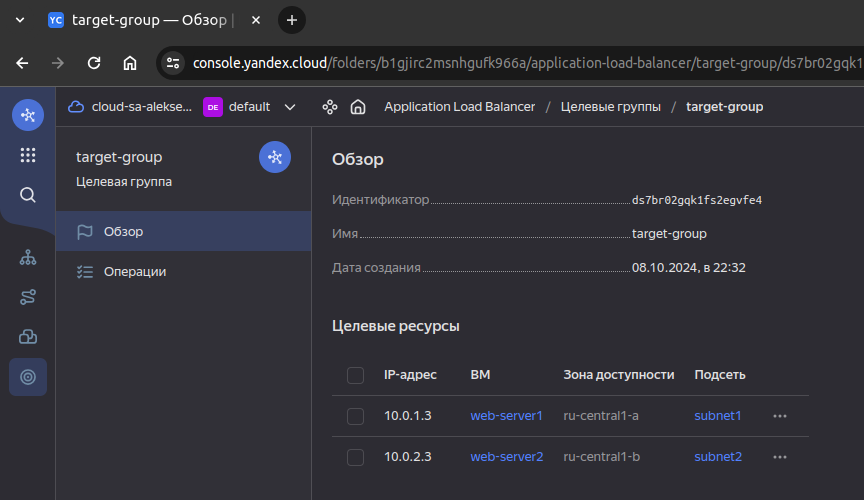 YC target-group — Обзор |
console.yandex.cloud/folders/b1gjirc2msnhgufk966a/application-load-balancer/target-group/ds7br02gqk1
cloud-sa-alekse... DE default Application Load Balancer / Целевые группы / target-group
target-group
Целевая группа
Обзор
Операции
Обзор
Идентификатор ds7br02gqk1fs2egvfe4
Имя target-group
Дата создания 08.10.2024, в 22:32
Целевые ресурсы
IP-адрес ВМ Зона доступности Подсеть
10.0.1.3 web-server1 ru-central1-a subnet1
10.0.2.3 web-server2 ru-central1-b subnet2